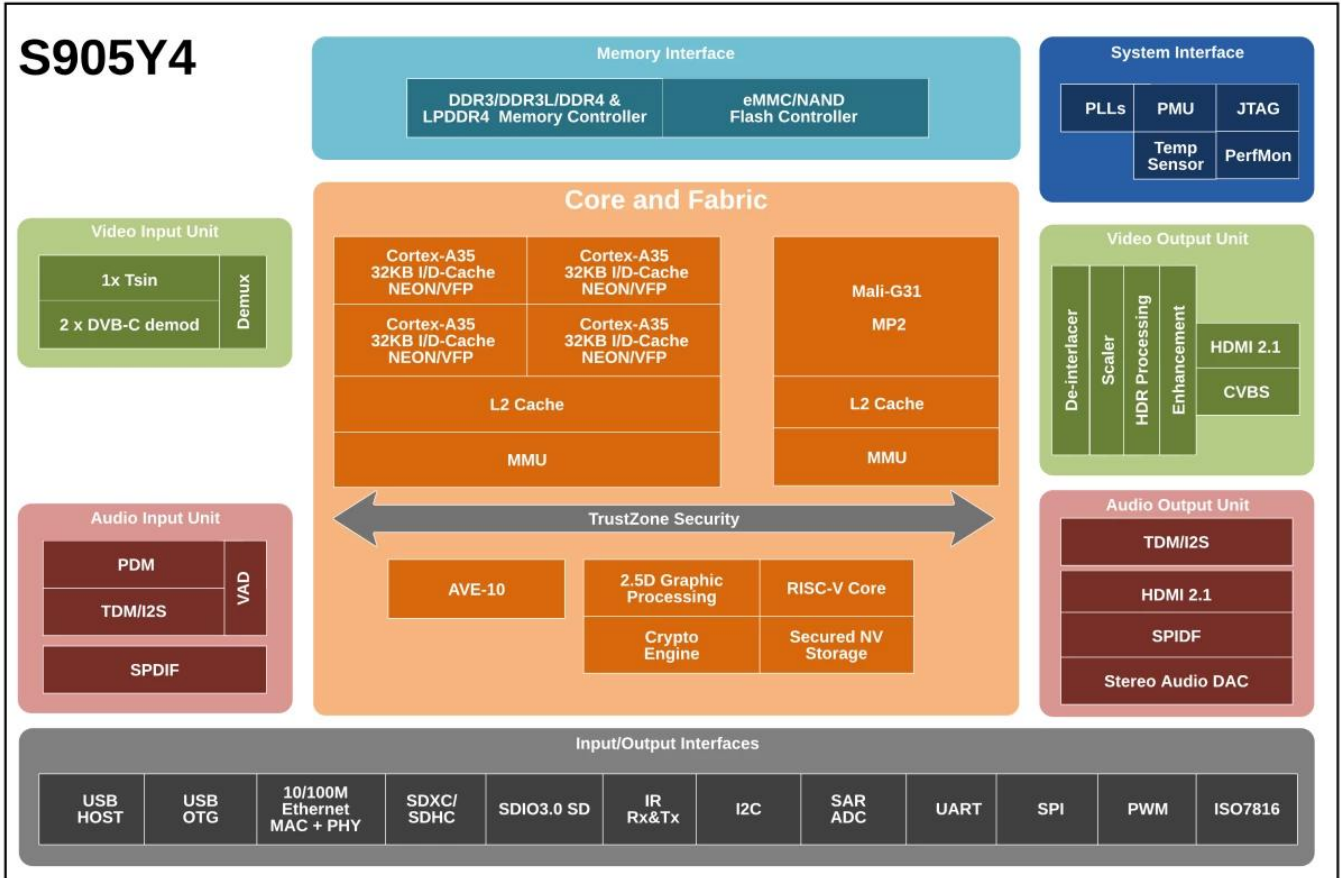 S905Y4
Memory Interface
DDR3/DDR3L/DDR4 &
LPDDR4 Memory Controller
eMMC/NAND
Flash Controller
System Interface
PLLs
PMU
JTAG
Temp
Sensor
PerfMon
Video Input Unit
1x Tsin
2 x DVB-C demod
Demux
Core and Fabric
Cortex-A35
32KB I/D-Cache
NEON/VFP
Cortex-A35
32KB I/D-Cache
NEON/VFP
Cortex-A35
32KB I/D-Cache
NEON/VFP
Cortex-A35
32KB I/D-Cache
NEON/VFP
L2 Cache
MMU
Mali-G31
MP2
L2 Cache
MMU
TrustZone Security
AVE-10
2.5D Graphic
Processing
RISC-V Core
Crypto
Engine
Secured NV
Storage
Video Output Unit
De-interlacer
Scaler
HDR Processing
Enhancement
HDMI 2.1
CVBS
Audio Input Unit
PDM
TDM/I2S
VAD
SPDIF
Audio Output Unit
TDM/I2S
HDMI 2.1
SPIDF
Stereo Audio DAC
Input/Output Interfaces
USB
HOST
USB
OTG
10/100M
Ethernet
MAC + PHY
SDXC/
SDHC
SDIO3.0 SD
IR
Rx&Tx
I2C
SAR
ADC
UART
SPI
PWM
ISO7816